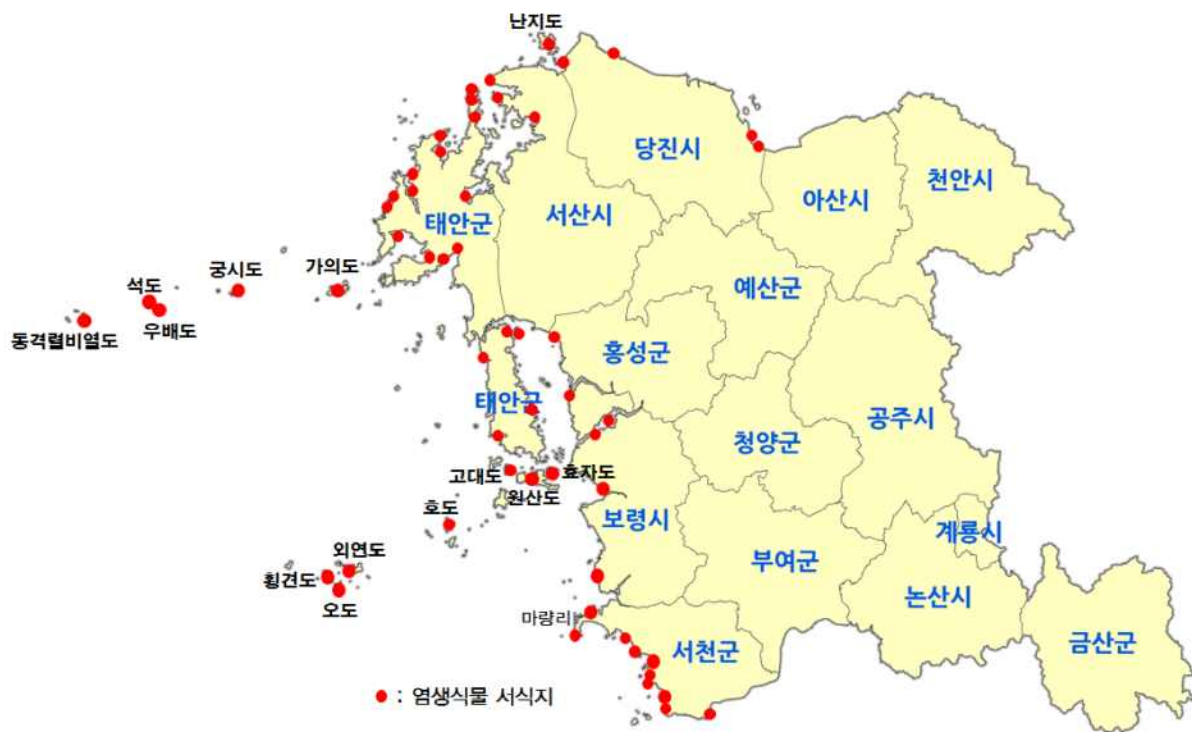 난지도
당진시
아산시
천안시
서산시
태안군
석도
궁시도
가의도
예산군
동격렬비열도
우배도
홍성군
태안군
공주시
청양군
고대도
원산도
효자도
호도
보령시
계룡시
외연도
횡견도
오도
부여군
논산시
마량리
서천군
금산군
: 염생식물 서식지